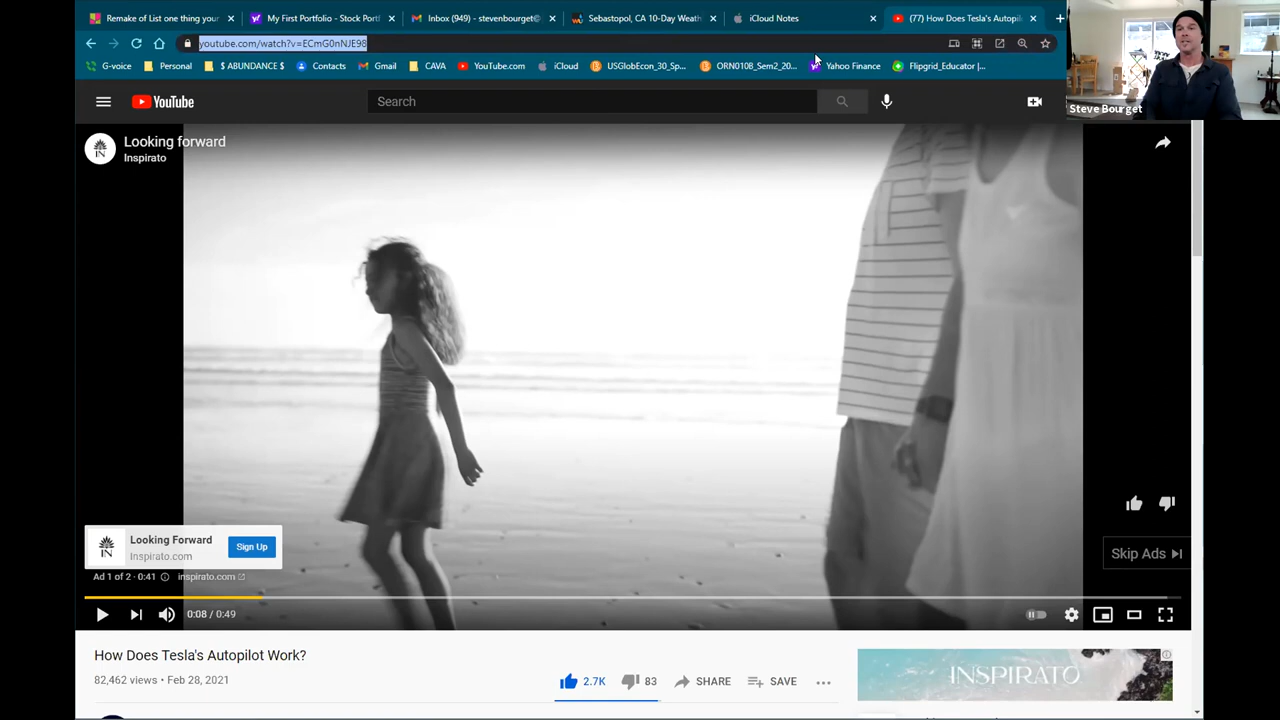 Remake of List one thing your
My First Portfolio - Stock Portf
Inbox (949) - stevenbourget@
Sebastopol, CA 10-Day Weath
iCloud Notes
(77) How Does Tesla's Autopil
youtube.com/watch?v=ECmG0nNJE98
G-voice
Personal
$ ABUNDANCE $
Contacts
Gmail
CAVA
YouTube.com
iCloud
USGlobEcon_30_Sp...
ORN010B_Sem2_20...
Yahoo Finance
Flipgrid_Educator |...
Steve Bourget
YouTube
Search
Looking forward
Inspirato
Looking Forward
Inspirato.com
Sign Up
Skip Ads
Ad 1 of 2 · 0:41
inspirato.com
0:08 / 0:49
How Does Tesla's Autopilot Work?
82,462 views • Feb 28, 2021
2.7K
83
SHARE
SAVE
INSPIRATO